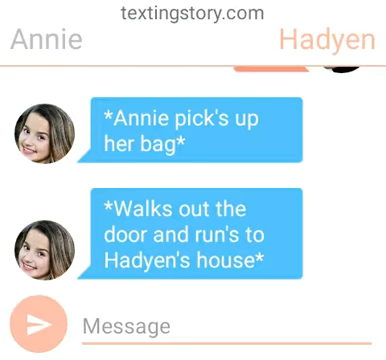 textingstory.com
Annie Hadyen
*Annie pick's up
her bag*
*Walks out the
door and run's to
Hadyen's house*
Message